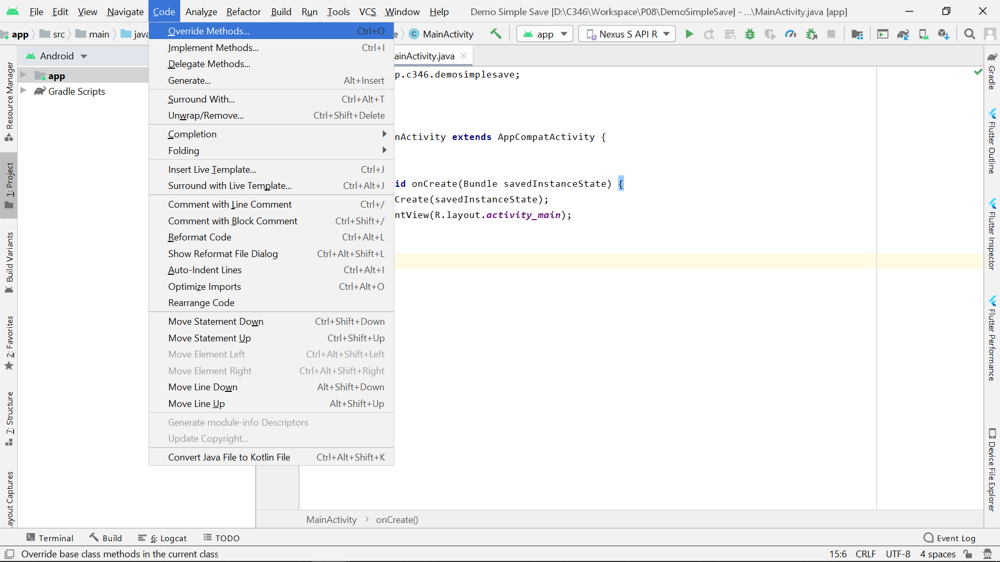 File Edit View Navigate Code Analyze Refactor Build Run Tools VCS Window Help Demo Simple Save [D:\C346\Workspace\P08\DemoSimpleSave] - ...\MainActivity.java [app]
app src main java e MainActivity app Nexus S API R
Android
app
Gradle Scripts
Override Methods... Ctrl+O
Implement Methods... Ctrl+I
Delegate Methods...
Generate... Alt+Insert
Surround With... Ctrl+Alt+T
Unwrap/Remove... Ctrl+Shift+Delete
Completion
Folding
Insert Live Template... Ctrl+J
Surround with Live Template... Ctrl+Alt+J
Comment with Line Comment Ctrl+/
Comment with Block Comment Ctrl+Shift+/
Reformat Code Ctrl+Alt+L
Show Reformat File Dialog Ctrl+Alt+Shift+L
Auto-Indent Lines Ctrl+Alt+I
Optimize Imports Ctrl+Alt+O
Rearrange Code
Move Statement Down Ctrl+Shift+Down
Move Statement Up Ctrl+Shift+Up
Move Element Left Ctrl+Alt+Shift+Left
Move Element Right Ctrl+Alt+Shift+Right
Move Line Down Alt+Shift+Down
Move Line Up Alt+Shift+Up
Generate module-info Descriptors
Update Copyright...
Convert Java File to Kotlin File Ctrl+Alt+Shift+K
ainActivity.java
p.c346.demosimplesave;
nActivity extends AppCompatActivity {
id onCreate(Bundle savedInstanceState) {
Create(savedInstanceState);
ntView(R.layout.activity_main);
MainActivity › onCreate()
Resource Manager
1: Project
Build Variants
2: Favorites
7: Structure
ayout Captures
Gradle
Flutter Outline
Flutter Inspector
Flutter Performance
Device File Explorer
Terminal Build 6: Logcat TODO Event Log
Override base class methods in the current class 15:6 CRLF UTF-8 4 spaces